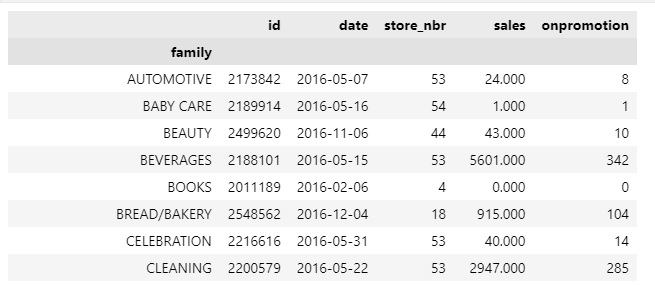 id date store_nbr sales onpromotion
family
AUTOMOTIVE 2173842 2016-05-07 53 24.000 8
BABY CARE 2189914 2016-05-16 54 1.000 1
BEAUTY 2499620 2016-11-06 44 43.000 10
BEVERAGES 2188101 2016-05-15 53 5601.000 342
BOOKS 2011189 2016-02-06 4 0.000 0
BREAD/BAKERY 2548562 2016-12-04 18 915.000 104
CELEBRATION 2216616 2016-05-31 53 40.000 14
CLEANING 2200579 2016-05-22 53 2947.000 285